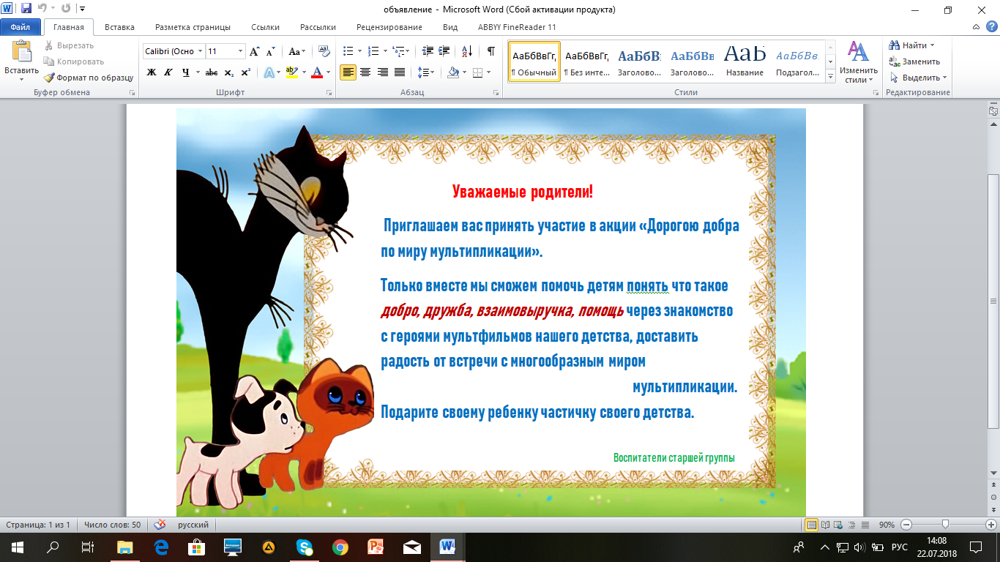 объявление - Microsoft Word (Сбой активации продукта)
Файл Главная Вставка Разметка страницы Ссылки Рассылки Рецензирование Вид ABBYY FineReader 11
Вставить
Вырезать
Копировать
Формат по образцу
Буфер обмена
Calibri (Осно 11
Шрифт
Абзац
АаБбВвГг, АаБбВвГг, АаБбВ: АаБбВв АаБ АаБбВв.
¶ Обычный ¶ Без инте... Заголово... Заголово... Название Подзагол...
Стили
Изменить стили
Найти
Заменить
Выделить
Редактирование
Уважаемые родители!
Приглашаем вас принять участие в акции «Дорогою добра
по миру мультипликации».
Только вместе мы сможем помочь детям понять что такое
добро, дружба, взаимовыручка, помощь через знакомство
с героями мультфильмов нашего детства, доставить
радость от встречи с многообразным миром
мультипликации.
Подарите своему ребенку частичку своего детства.
Воспитатели старшей группы
Страница: 1 из 1 Число слов: 50 русский 90%
РУС 14:08
22.07.2018